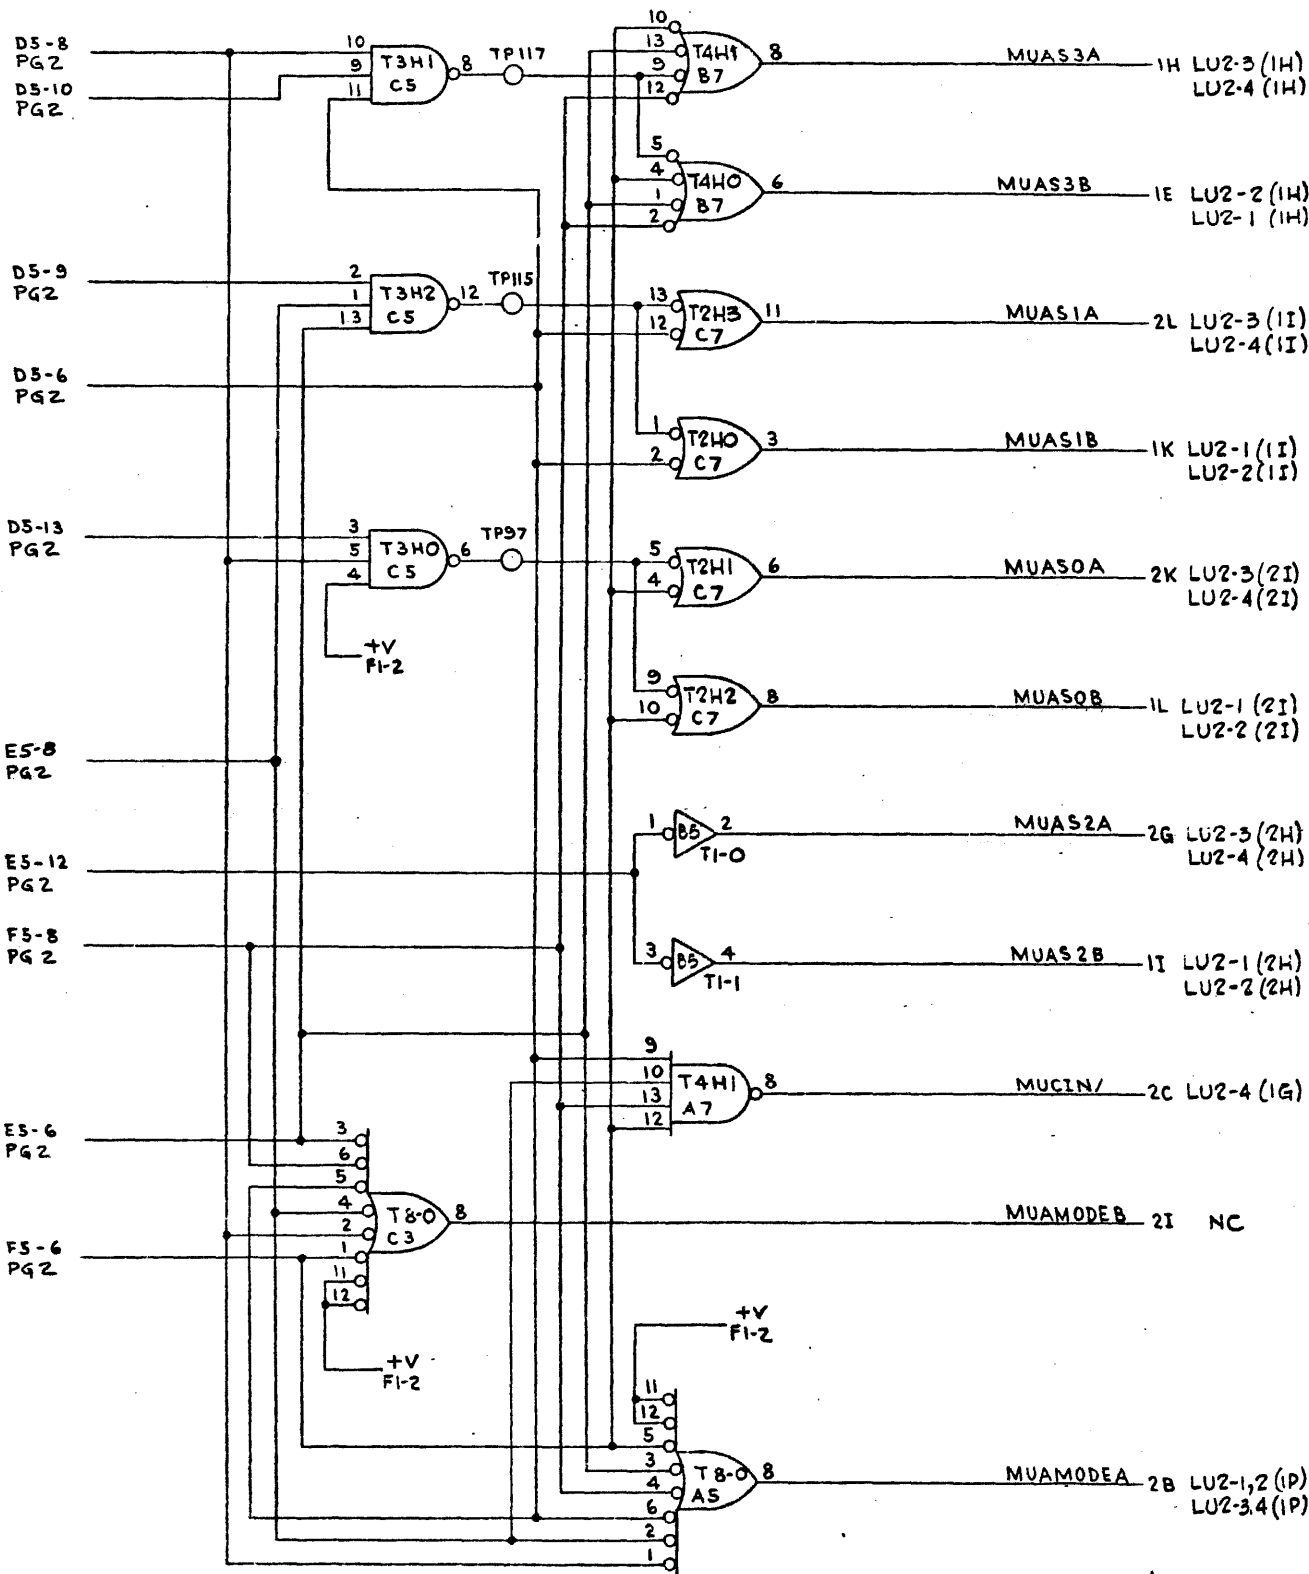 D5-8
PG2
D5-10
PG2
10
9
11
T3H1
C5
8
TP117
10
13
9
12
T4H1
B7
8
MUAS3A
1H LU2-3 (1H)
LU2-4 (1H)
5
4
1
2
T4H0
B7
6
MUAS3B
1E LU2-2 (1H)
LU2-1 (1H)
D5-9
PG2
2
1
13
T3H2
C5
12
TP115
13
12
T2H3
C7
11
MUAS1A
2L LU2-3 (1I)
LU2-4 (1I)
D5-6
PG2
1
2
T2H0
C7
3
MUAS1B
1K LU2-1 (1I)
LU2-2 (1I)
D5-13
PG2
3
5
4
T3H0
C5
6
TP97
+V
F1-2
5
4
T2H1
C7
6
MUAS0A
2K LU2-3 (2I)
LU2-4 (2I)
9
10
T2H2
C7
8
MUAS0B
1L LU2-1 (2I)
LU2-2 (2I)
E5-8
PG2
1
B5
2
T1-0
MUAS2A
2G LU2-3 (2H)
LU2-4 (2H)
E5-12
PG2
F5-8
PG2
3
B5
4
T1-1
MUAS2B
1I LU2-1 (2H)
LU2-2 (2H)
9
10
13
12
T4H1
A7
8
MUCIN/
2C LU2-4 (1G)
E5-6
PG2
3
6
5
4
2
1
11
12
T8-0
C3
8
MUAMODEB
2I NC
F5-6
PG2
+V
F1-2
+V
F1-2
11
12
5
3
4
6
2
1
T8-0
A5
8
MUAMODEA
2B LU2-1,2 (1P)
LU2-3,4 (1P)